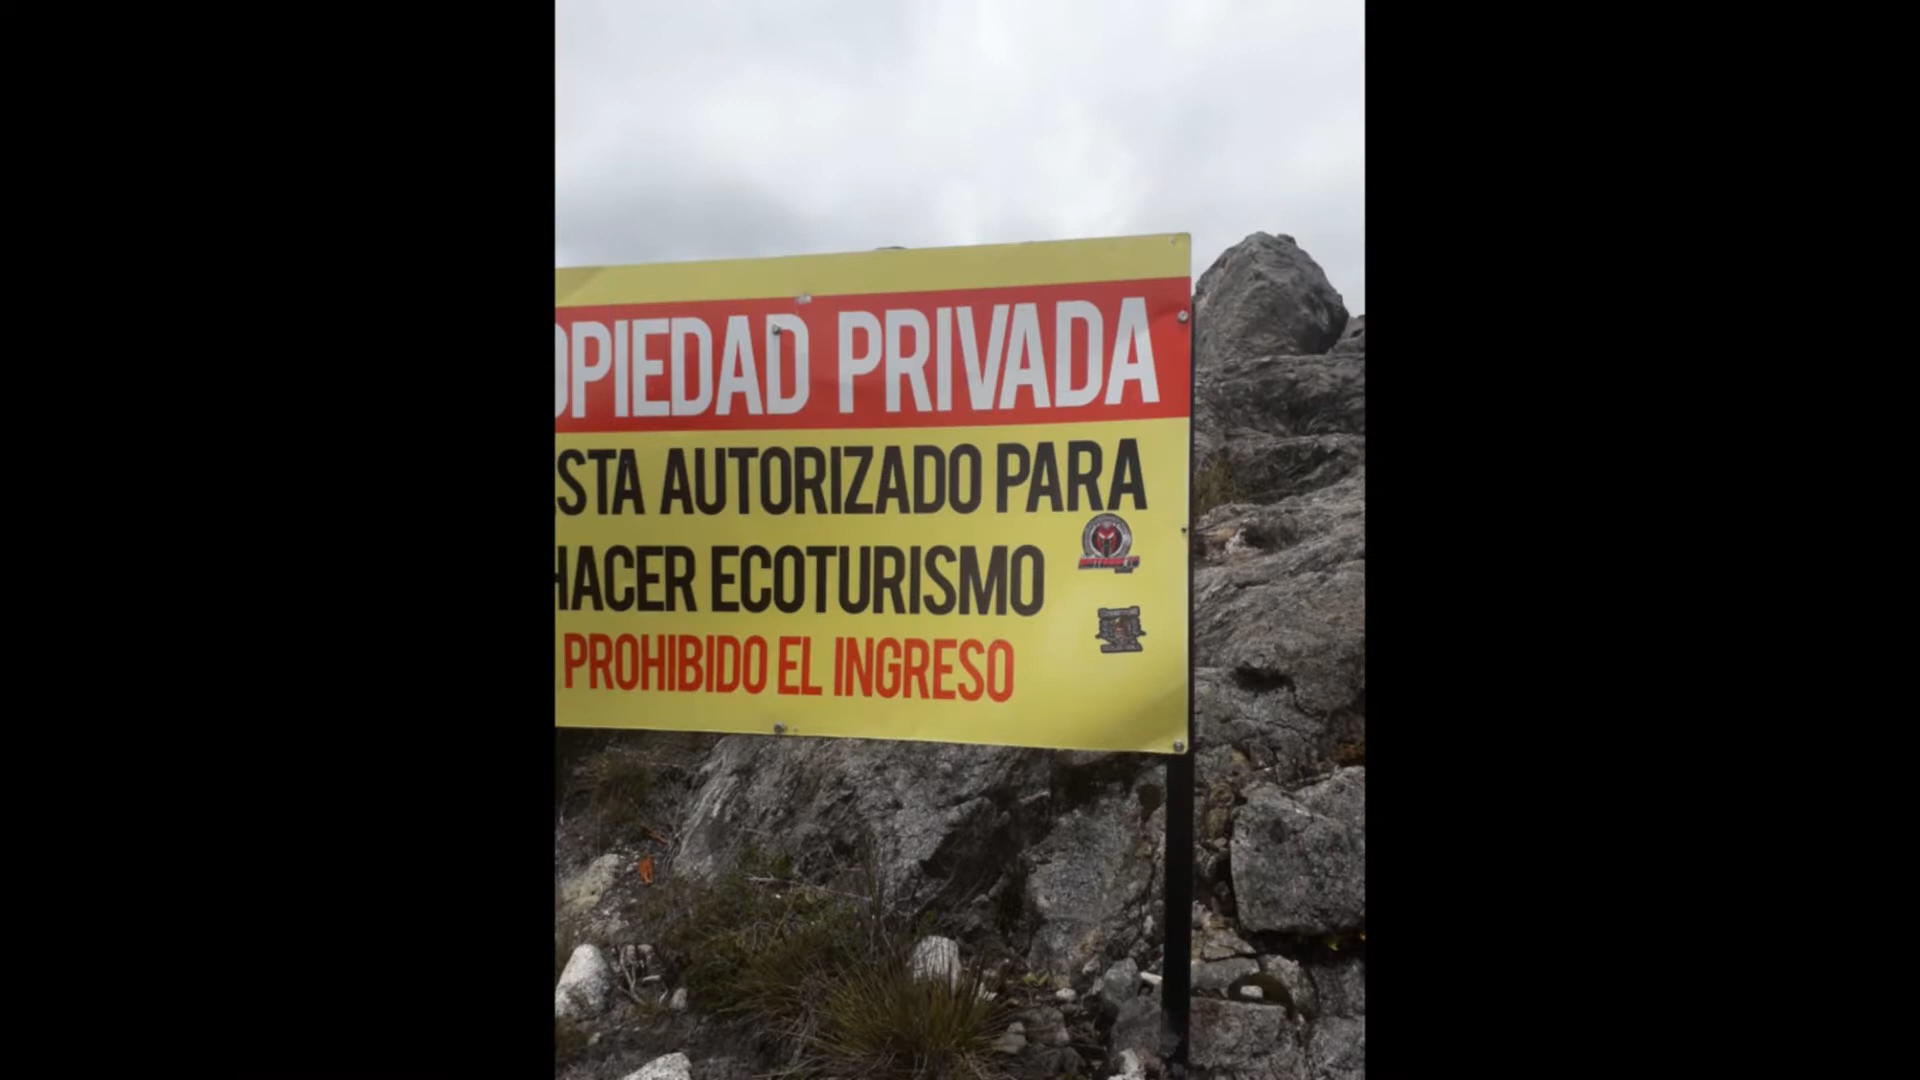 OPIEDAD PRIVADA
STA AUTORIZADO PARA
HACER ECOTURISMO
PROHIBIDO EL INGRESO